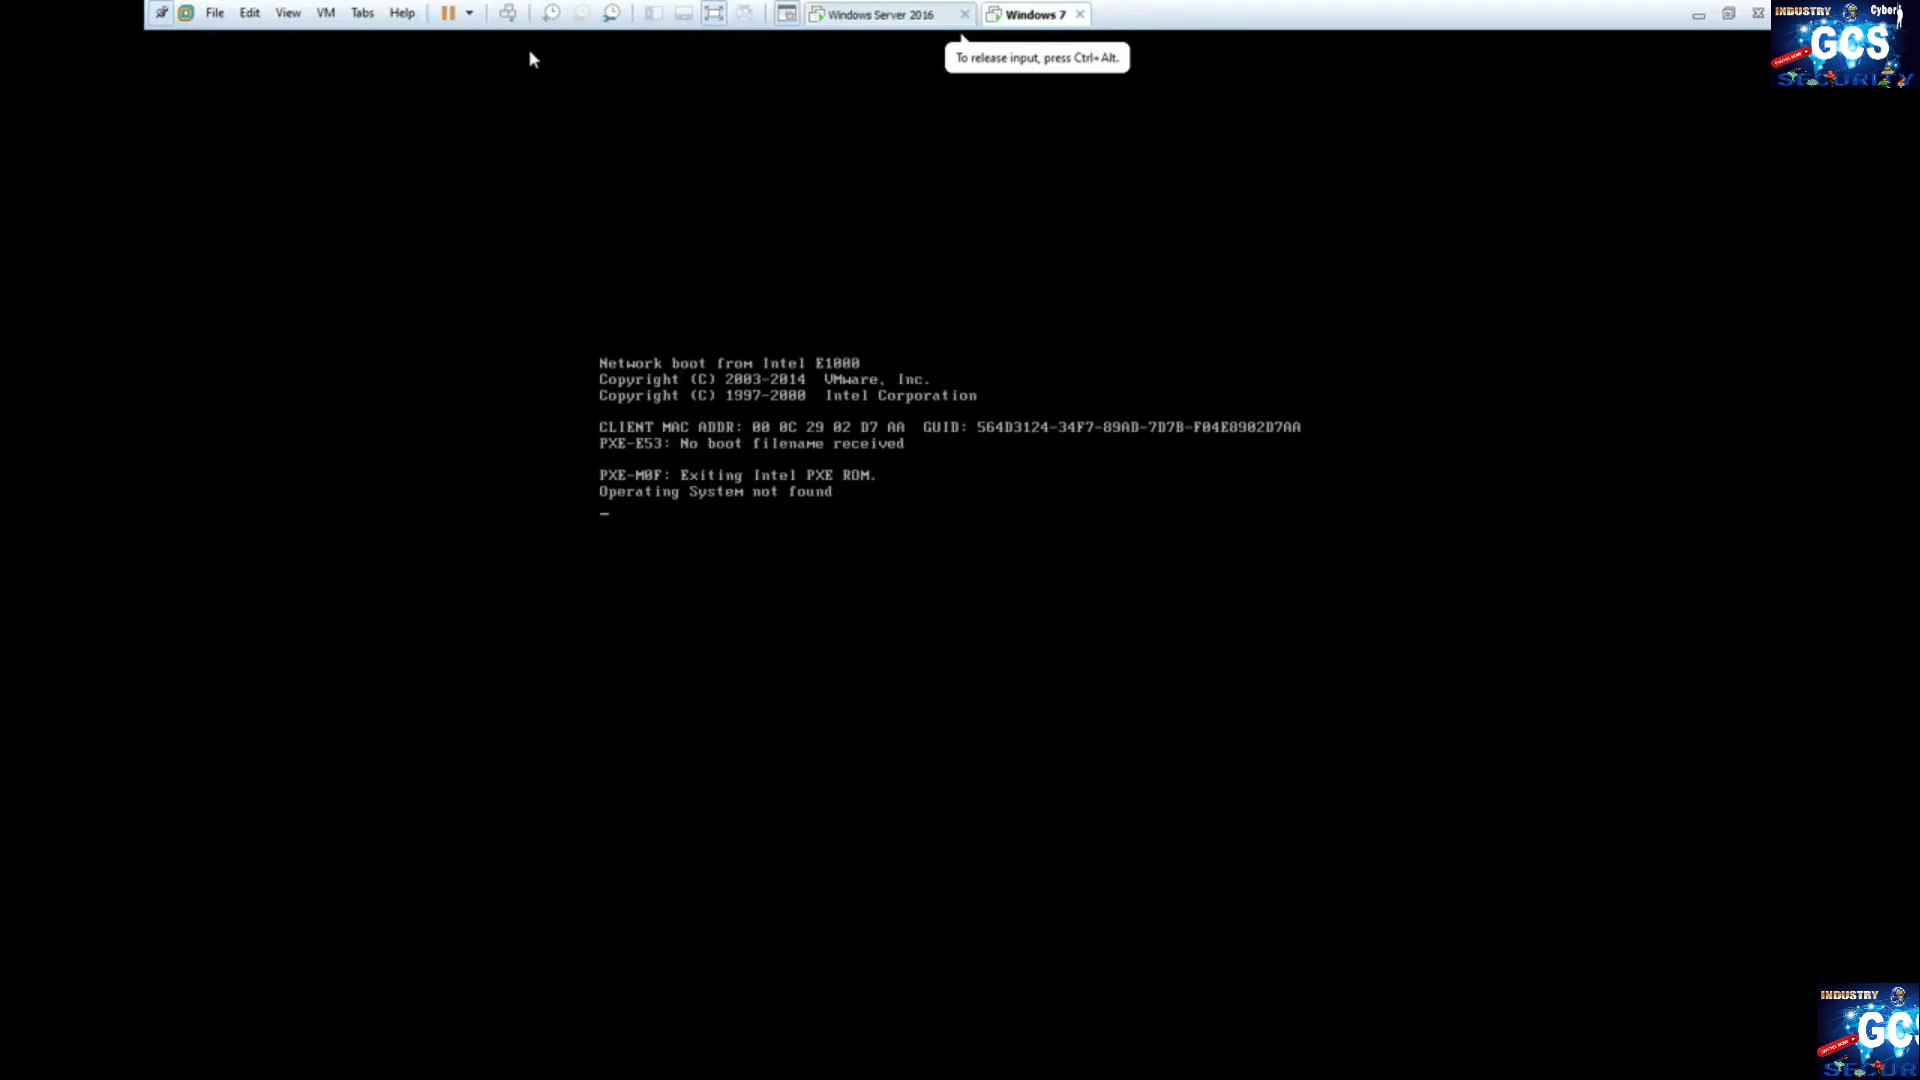 File Edit View VM Tabs Help Windows Server 2016 Windows 7
To release input, press Ctrl+Alt.
INDUSTRY Cyber
GCS
SECURITY
Network boot from Intel E1000
Copyright (C) 2003-2014 VMware, Inc.
Copyright (C) 1997-2000 Intel Corporation
CLIENT MAC ADDR: 00 0C 29 02 D7 AA GUID: 564D3124-34F7-89AD-7D7B-F04E8902D7AA
PXE-E53: No boot filename received
PXE-M0F: Exiting Intel PXE ROM.
Operating System not found
INDUSTRY
GCS
SECUR